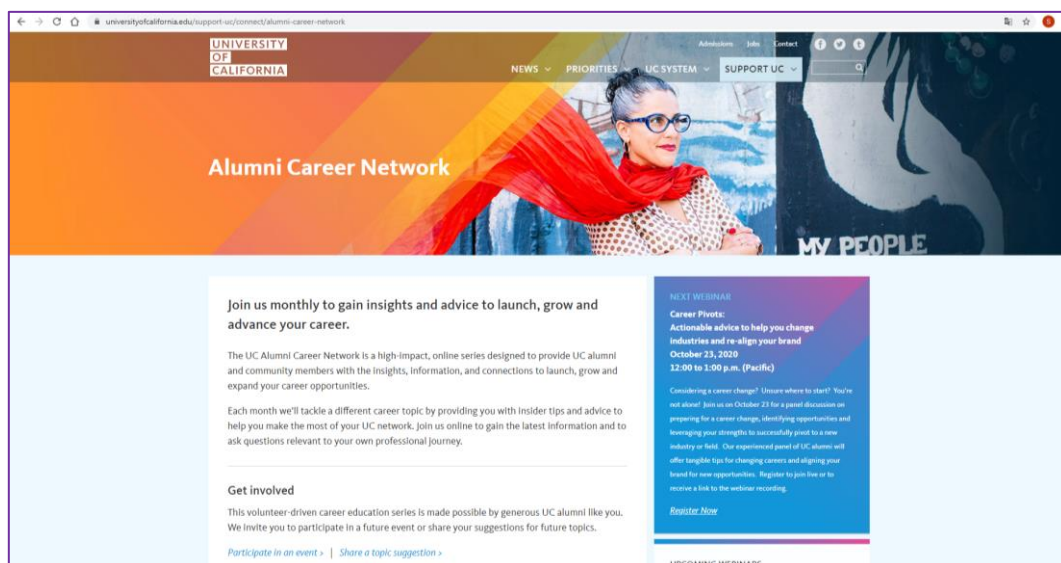 universityofcalifornia.edu/support-uc/connect/alumni-career-network
S
UNIVERSITY
OF
CALIFORNIA
Admissions Jobs Contact
NEWS PRIORITIES UC SYSTEM SUPPORT UC
Alumni Career Network
MY PEOPLE
Join us monthly to gain insights and advice to launch, grow and
advance your career.
The UC Alumni Career Network is a high-impact, online series designed to provide UC alumni
and community members with the insights, information, and connections to launch, grow and
expand your career opportunities.
Each month we'll tackle a different career topic by providing you with insider tips and advice to
help you make the most of your UC network. Join us online to gain the latest information and to
ask questions relevant to your own professional journey.
Get involved
This volunteer-driven career education series is made possible by generous UC alumni like you.
We invite you to participate in a future event or share your suggestions for future topics.
Participate in an event › | Share a topic suggestion ›
NEXT WEBINAR
Career Pivots:
Actionable advice to help you change
industries and re-align your brand
October 23, 2020
12:00 to 1:00 p.m. (Pacific)
Considering a career change? Unsure where to start? You're
not alone! Join us on October 23 for a panel discussion on
preparing for a career change, identifying opportunities and
leveraging your strengths to successfully pivot to a new
industry or field. Our experienced panel of UC alumni will
offer tangible tips for changing careers and aligning your
brand for new opportunities. Register to join live or to
receive a link to the webinar recording.
Register Now
UPCOMING WEBINARS